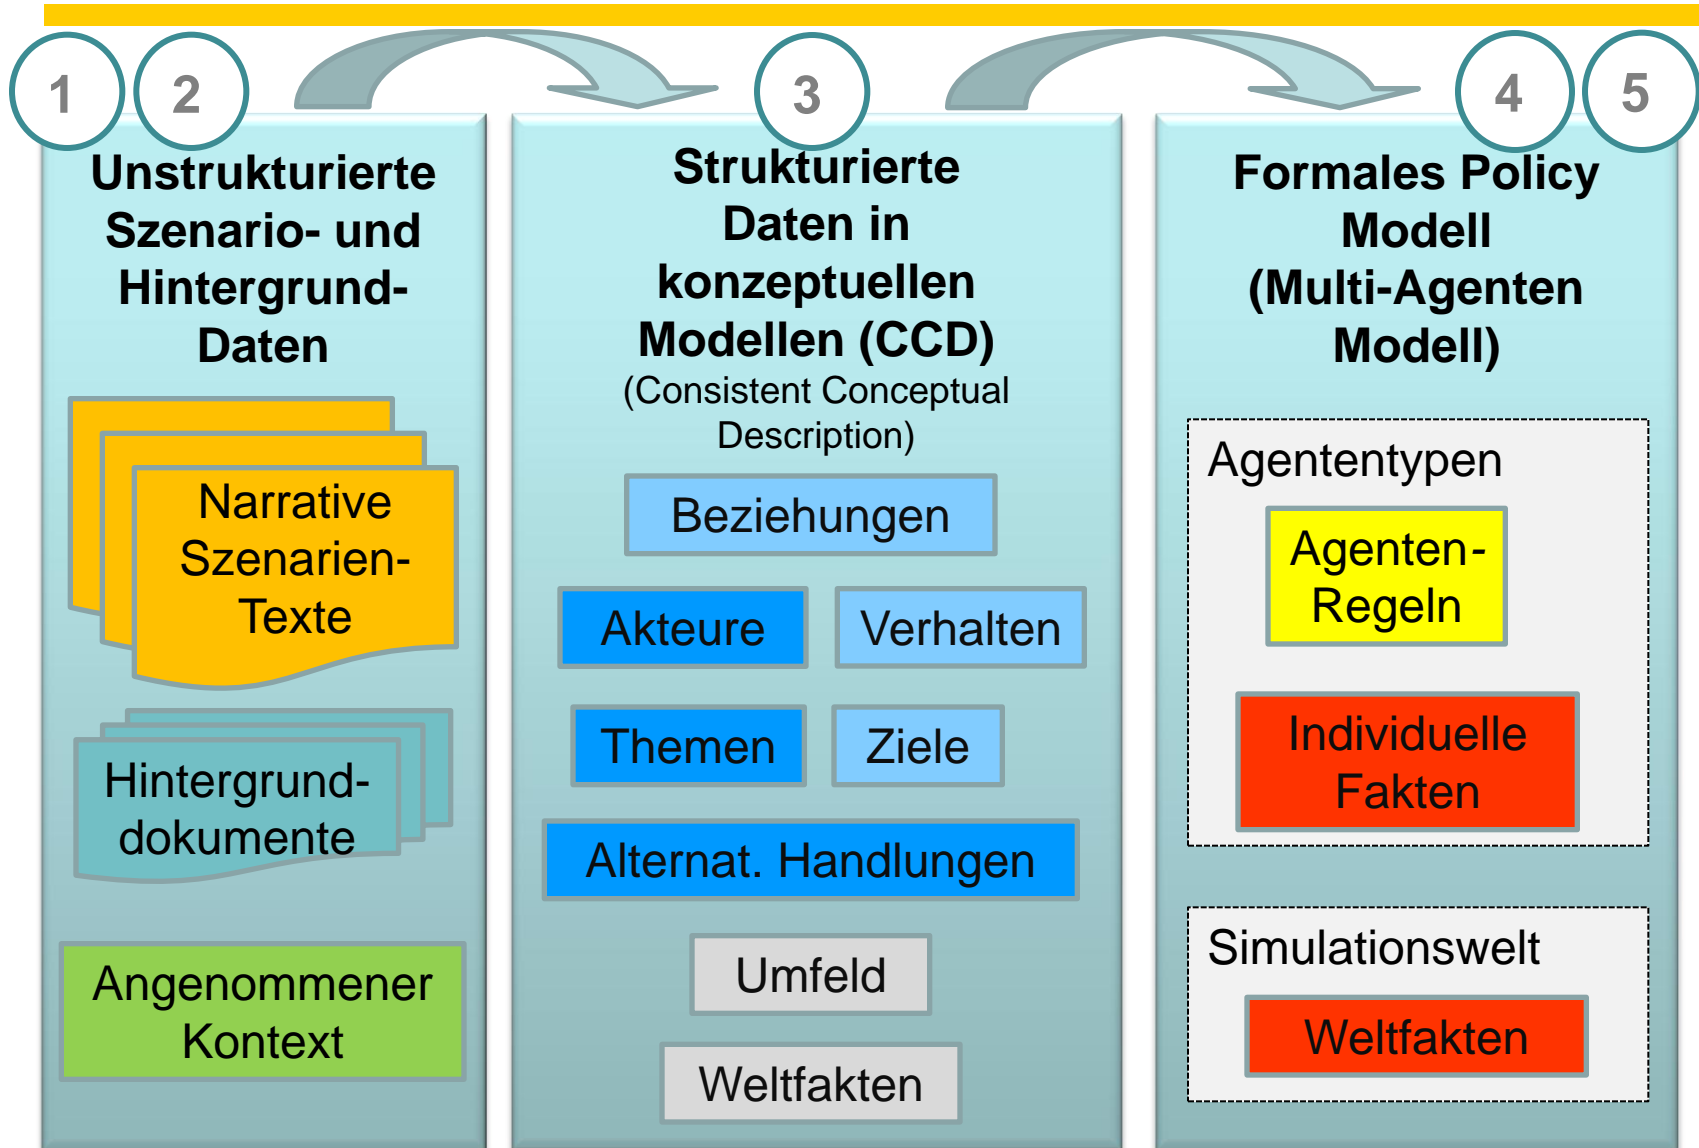 1
2
3
4
5
Unstrukturierte
Szenario- und
Hintergrund-
Daten
Narrative
Szenarien-
Texte
Hintergrund-
dokumente
Angenommener
Kontext
Strukturierte
Daten in
konzeptuellen
Modellen (CCD)
(Consistent Conceptual
Description)
Beziehungen
Akteure
Verhalten
Themen
Ziele
Alternat. Handlungen
Umfeld
Weltfakten
Formales Policy
Modell
(Multi-Agenten
Modell)
Agententypen
Agenten-
Regeln
Individuelle
Fakten
Simulationswelt
Weltfakten